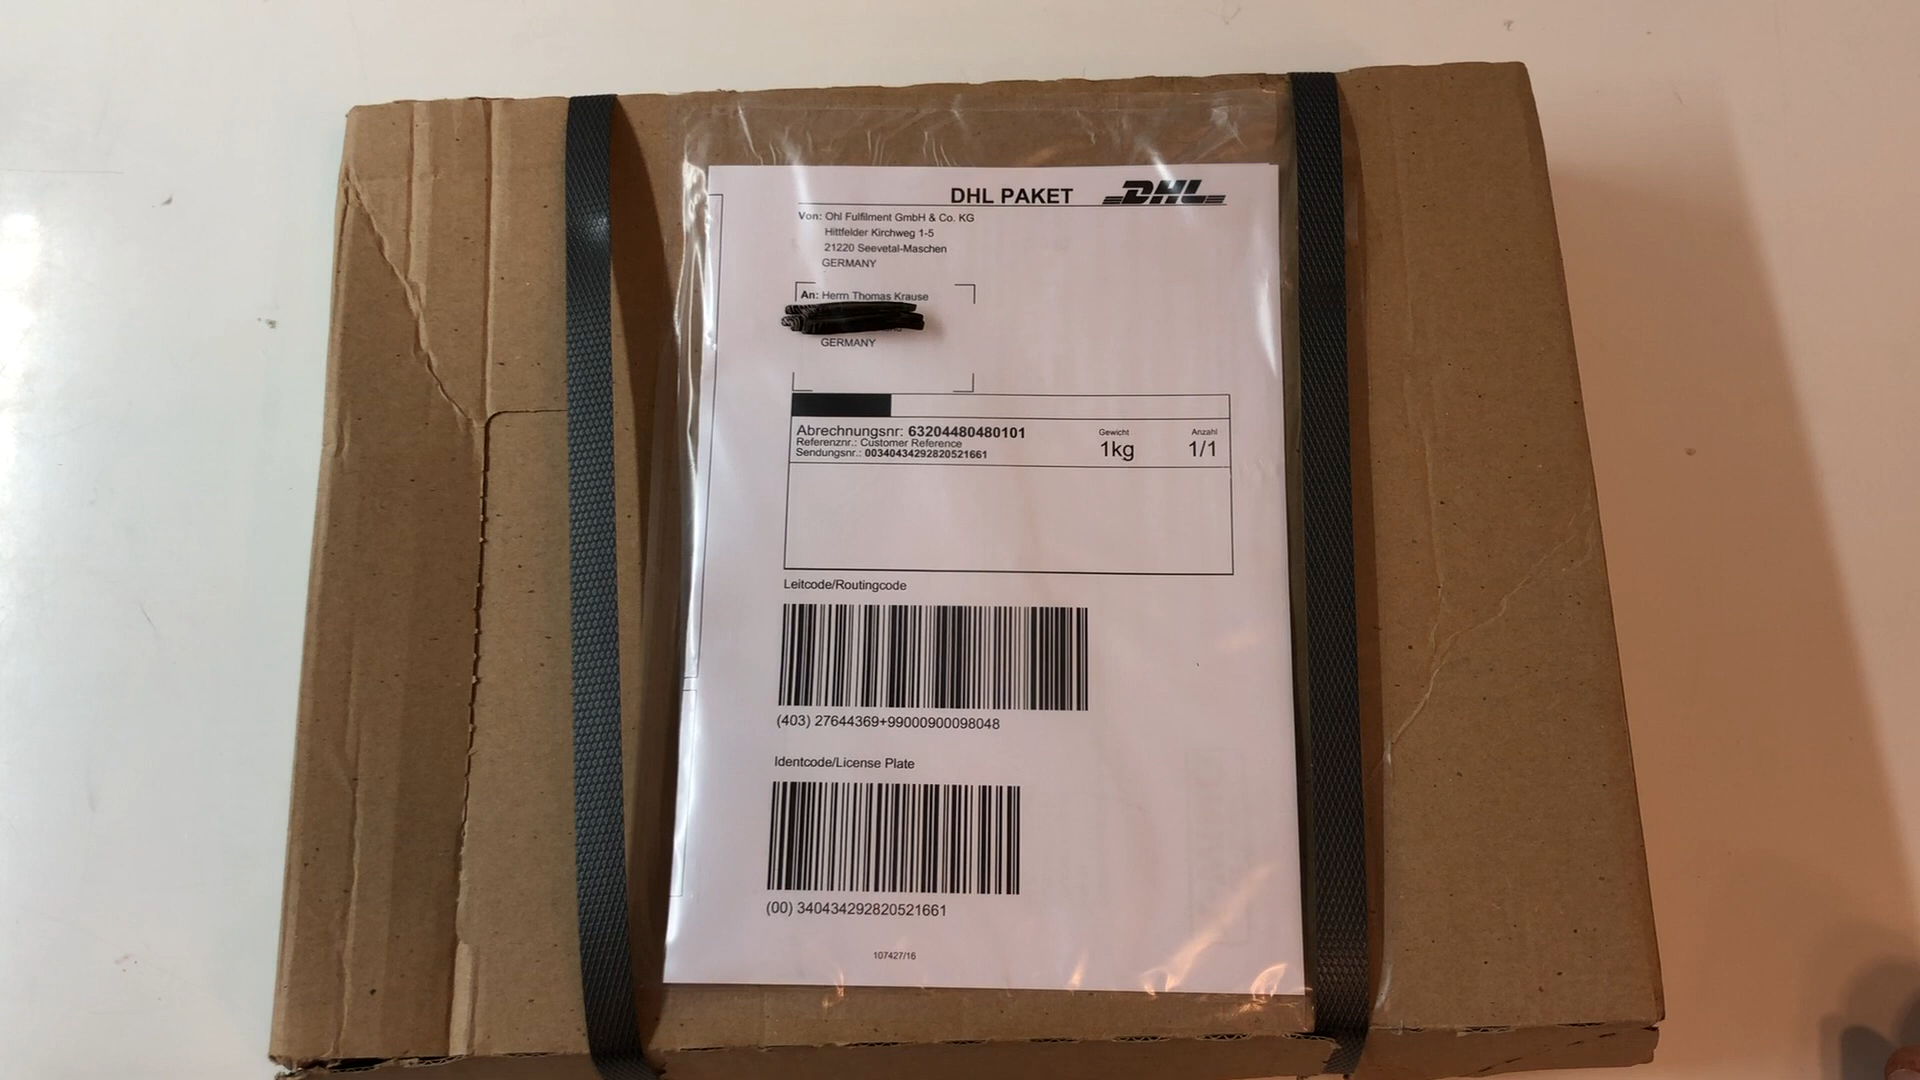 DHL PAKET DHL
Von: Ohl Fulfilment GmbH & Co. KG
Hittfelder Kirchweg 1-5
21220 Seevetal-Maschen
GERMANY
An: Herrn Thomas Krause
GERMANY
Abrechnungsnr: 63204480480101 Gewicht Anzahl
Referenznr.: Customer Reference 1kg 1/1
Sendungsnr.: 00340434292820521661
Leitcode/Routingcode
(403) 27644369+99000900098048
Identcode/License Plate
(00) 340434292820521661
107427/16